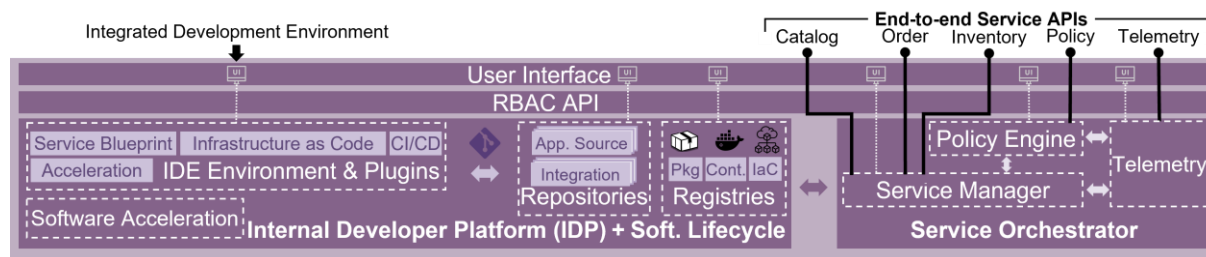 End-to-end Service APIs
Integrated Development Environment
Catalog Order Inventory Policy Telemetry
UI UI UI UI UI UI
User Interface
RBAC API
Service Blueprint Infrastructure as Code CI/CD
Acceleration IDE Environment & Plugins
Software Acceleration
App. Source
Integration
Repositories
Pkg Cont. IaC
Registries
Internal Developer Platform (IDP) + Soft. Lifecycle
Policy Engine
Telemetry
Service Manager
Service Orchestrator